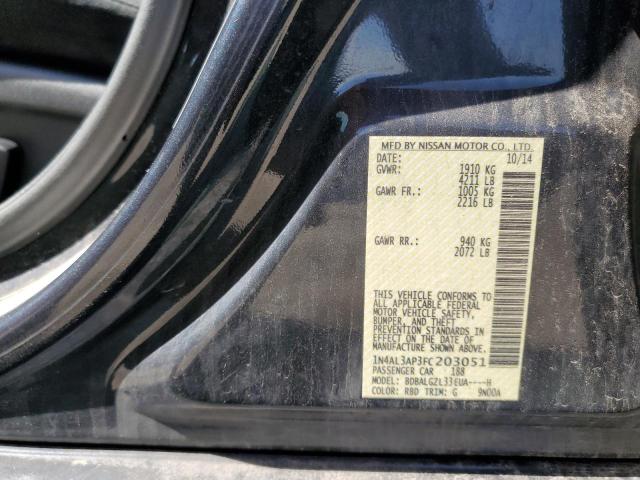 MFD BY NISSAN MOTOR CO., LTD.
DATE: 10/14
GVWR: 1910 KG
4211 LB
GAWR FR.: 1005 KG
2216 LB
GAWR RR.: 940 KG
2072 LB
THIS VEHICLE CONFORMS TO
ALL APPLICABLE FEDERAL
MOTOR VEHICLE SAFETY,
BUMPER, AND THEFT
PREVENTION STANDARDS IN
EFFECT ON THE DATE OF
MANUFACTURE SHOWN ABOVE.
1N4AL3AP3FC203051
PASSENGER CAR 188
MODEL: BDBALGZL33EUA----H
COLOR: RBD TRIM: G 9N00A